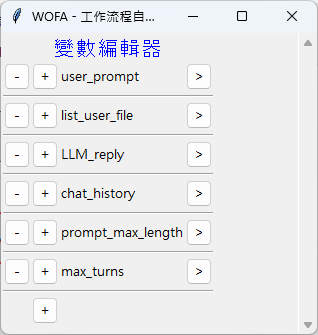 WOFA - 工作流程自...
變數編輯器
- + user_prompt >
- + list_user_file >
- + LLM_reply >
- + chat_history >
- + prompt_max_length >
- + max_turns >
+